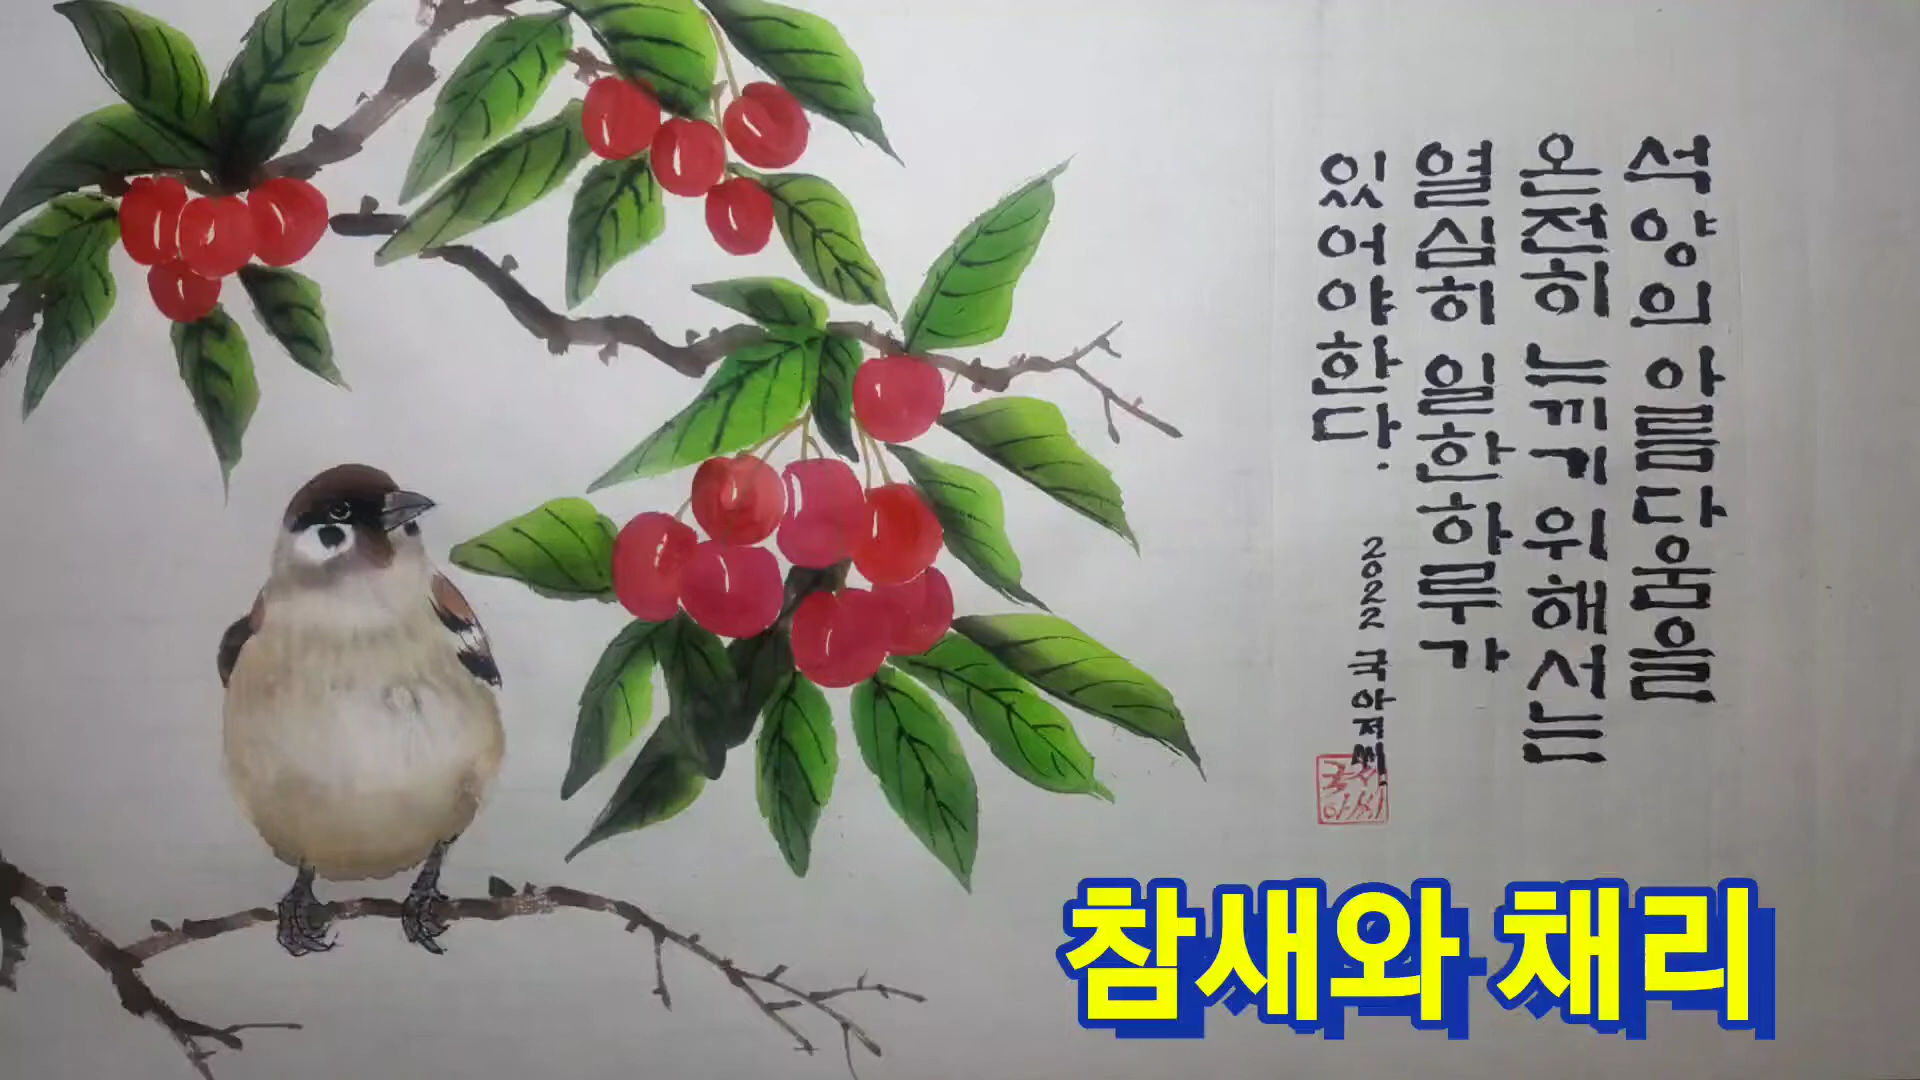 석양의 아름다움을
온전히 느끼기 위해서는
열심히 일한 하루가
있어야 한다.
2022 국아저씨.
참새와 채리